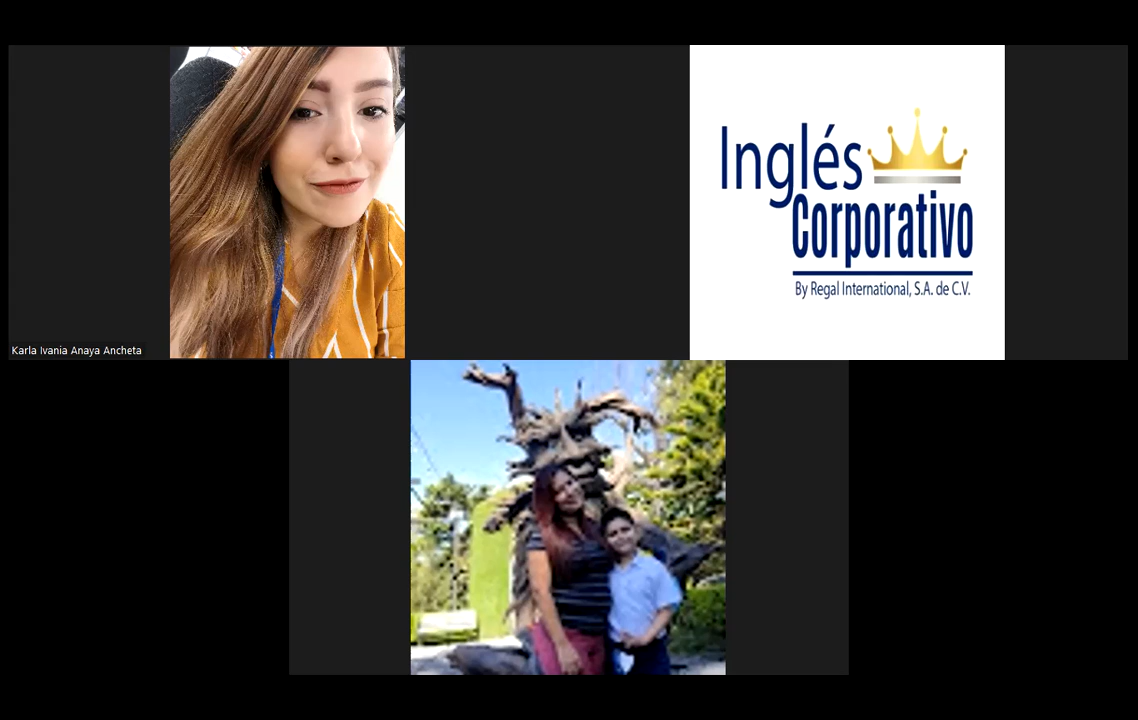 Karla Ivania Anaya Ancheta
Inglés
Corporativo
By Regal International, S.A. de C.V.